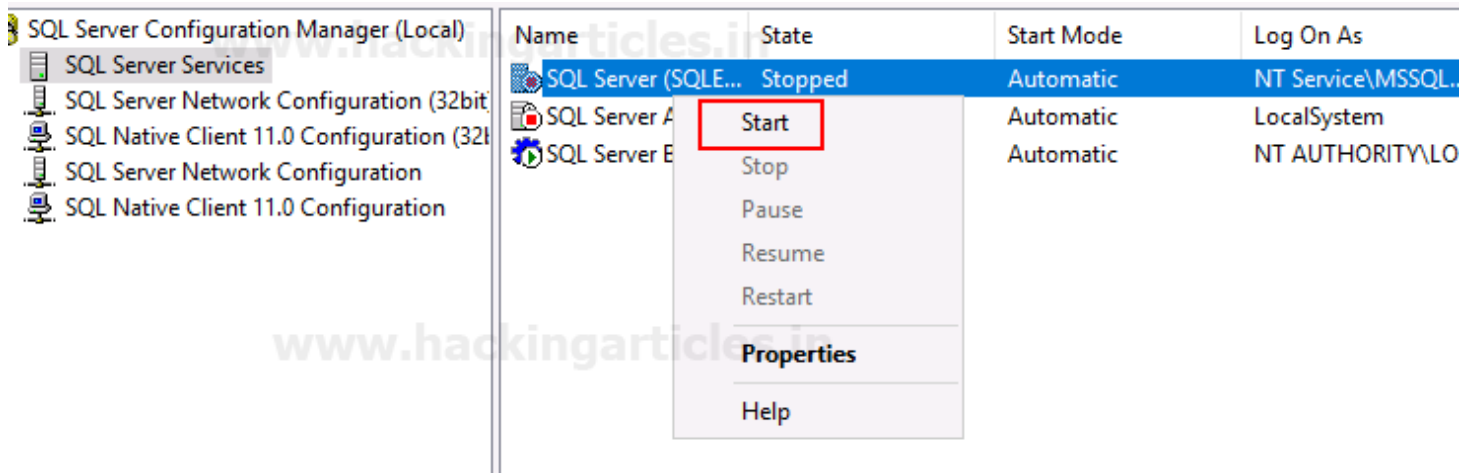 SQL Server Configuration Manager (Local)
SQL Server Services
SQL Server Network Configuration (32bit
SQL Native Client 11.0 Configuration (32
SQL Server Network Configuration
SQL Native Client 11.0 Configuration
Name State Start Mode Log On As
SQL Server (SQLE... Stopped Automatic NT Service\MSSQL...
SQL Server A Automatic LocalSystem
SQL Server E Automatic NT AUTHORITY\LO
Start
Stop
Pause
Resume
Restart
Properties
Help
www.hackingarticles.in
www.hackingarticles.in